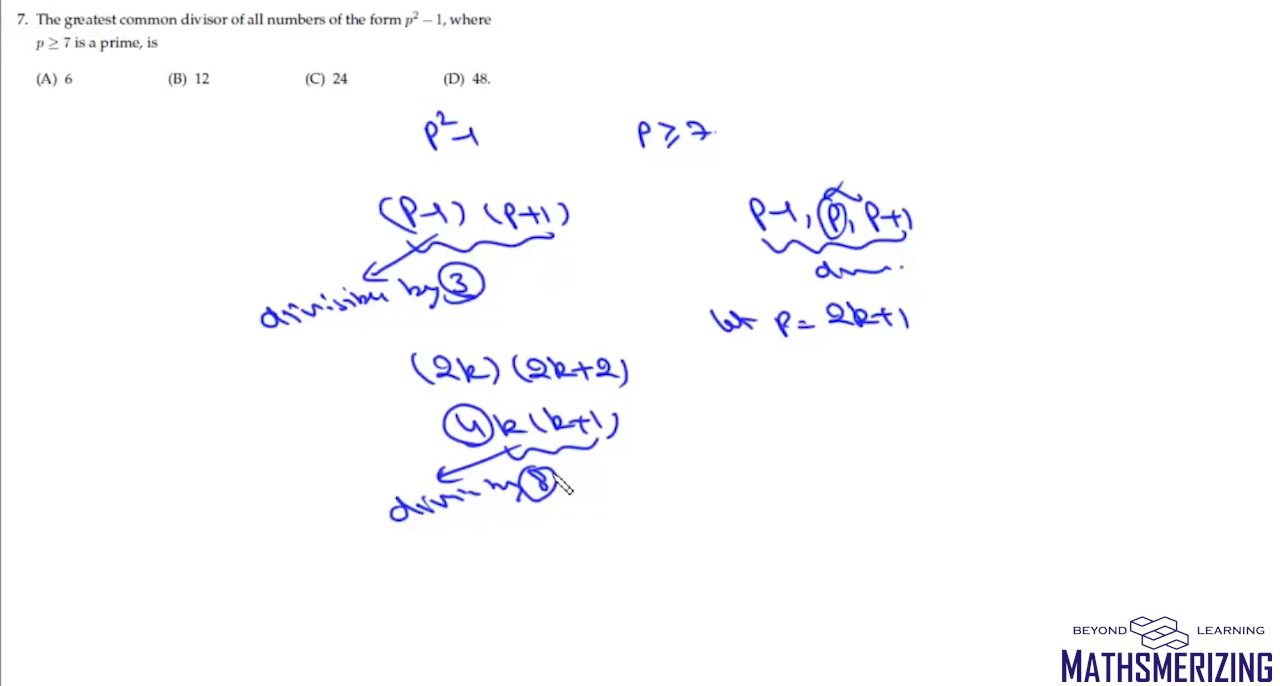 7. The greatest common divisor of all numbers of the form p² – 1, where
p ≥ 7 is a prime, is
(A) 6 (B) 12 (C) 24 (D) 48.
p²-1 p ≥ 7
(p-1) (p+1) p-1, p, p+1
divisible by 3
let p = 2k+1
(2k) (2k+2)
4k(k+1)
8
BEYOND LEARNING
MATHSMERIZING